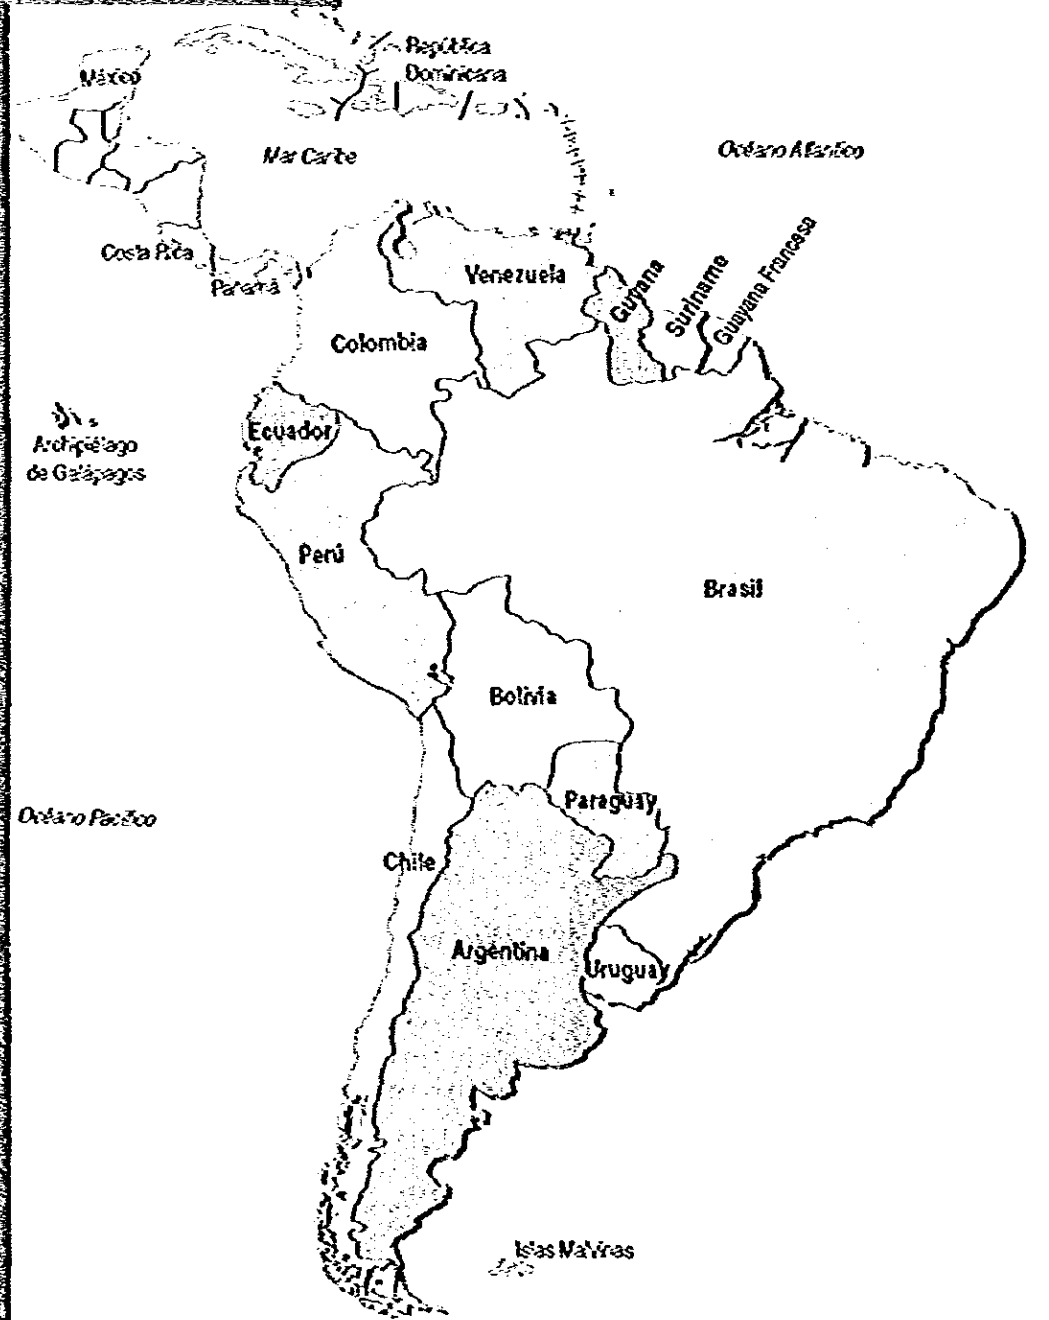 República
Dominicana
México
Mar Caribe
Océano Atlántico
Costa Rica
Panamá
Venezuela
Guyana
Suriname
Guayana Francesa
Colombia
Ecuador
Archipiélago
de Galápagos
Perú
Brasil
Bolivia
Paraguay
Océano Pacífico
Chile
Argentina
Uruguay
Islas Malvinas